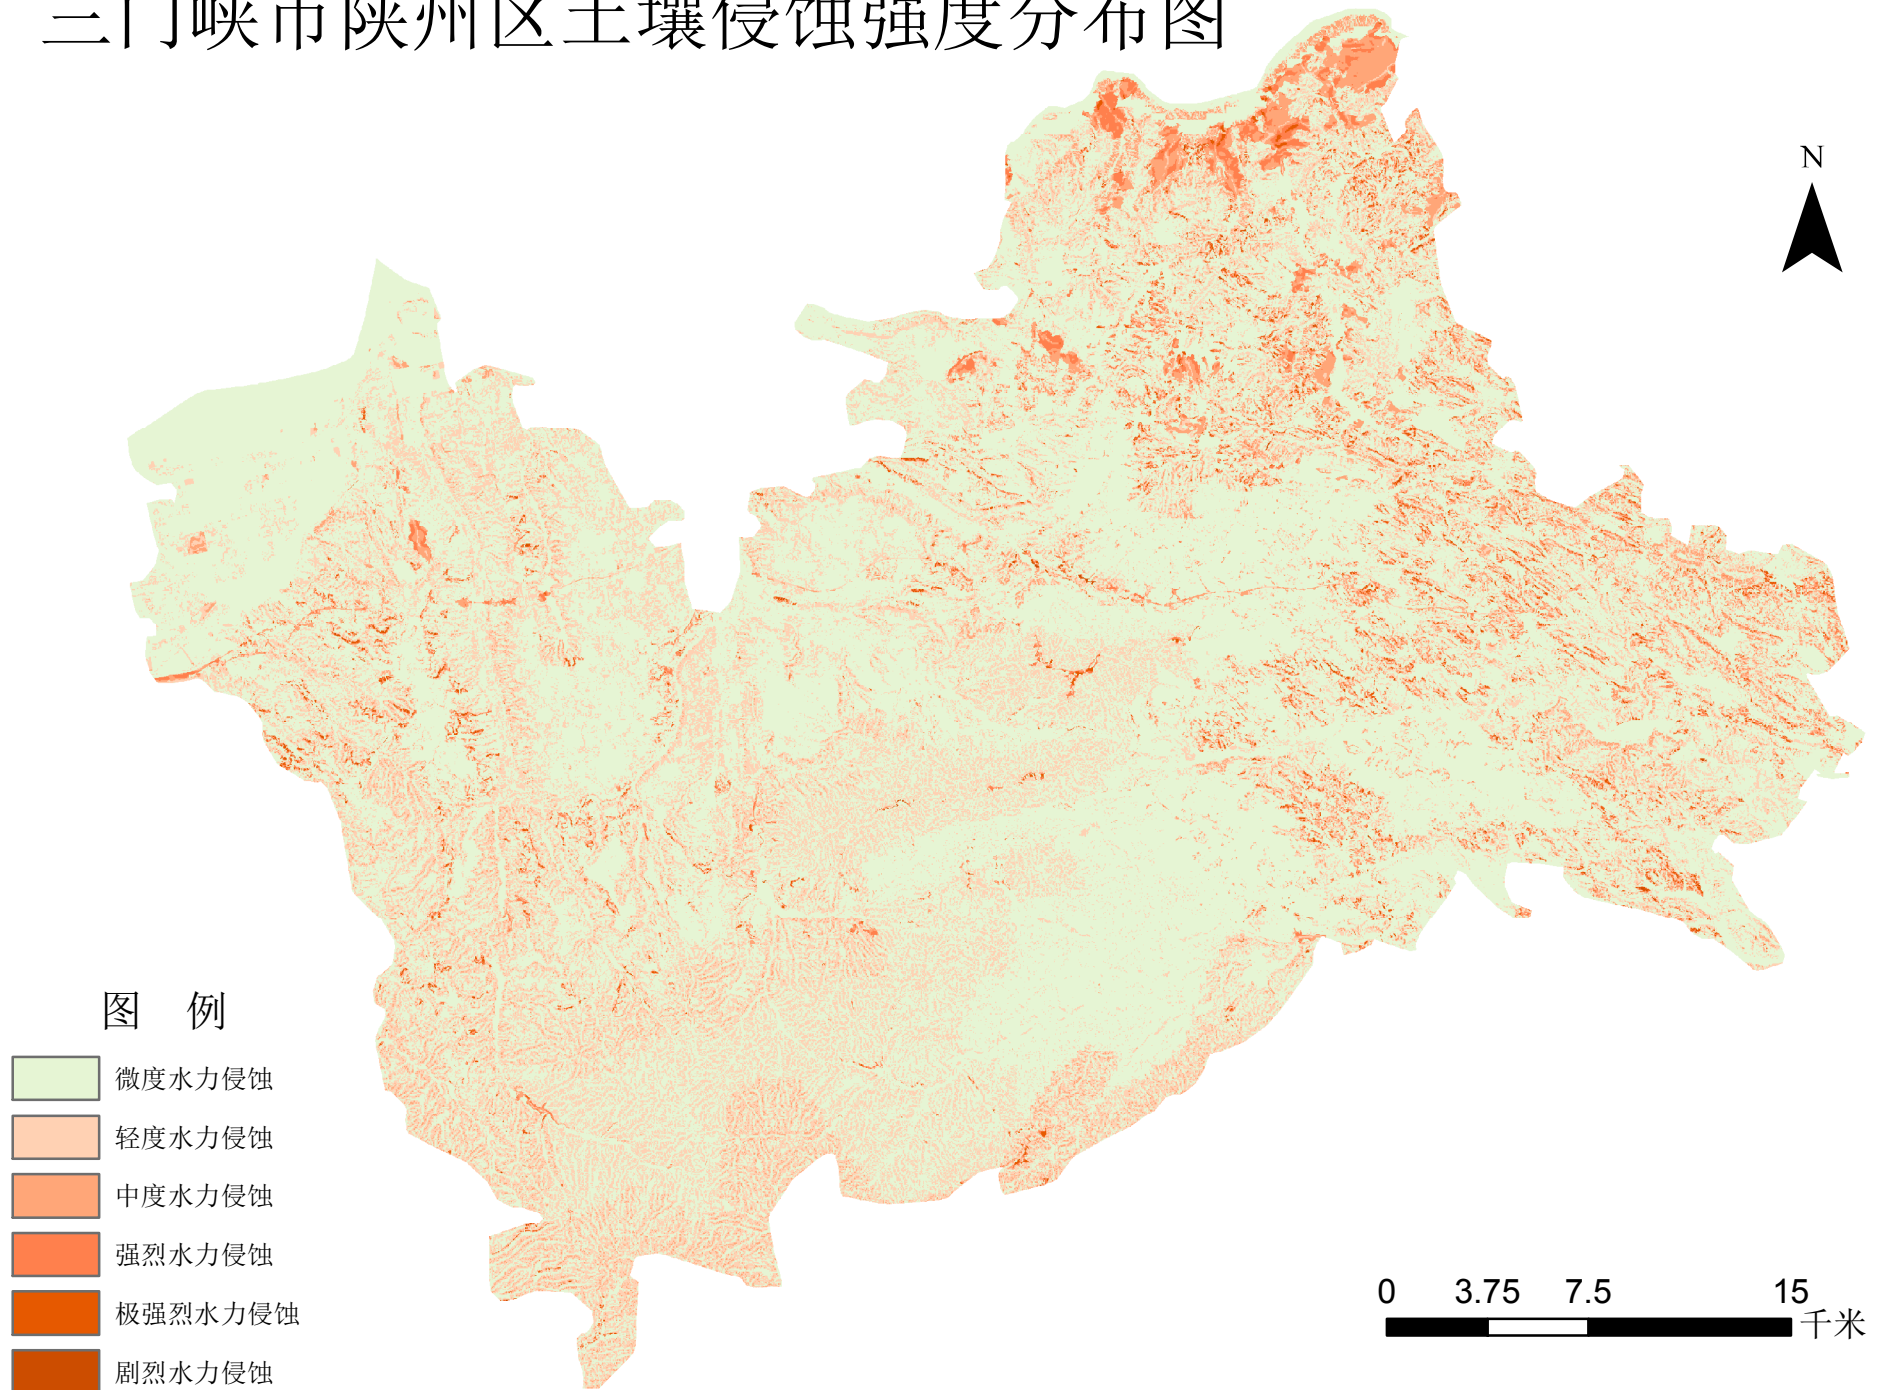 三门峡市陕州区土壤侵蚀强度分布图
N
图 例
微度水力侵蚀
轻度水力侵蚀
中度水力侵蚀
强烈水力侵蚀
极强烈水力侵蚀
剧烈水力侵蚀
0 3.75 7.5 15
千米